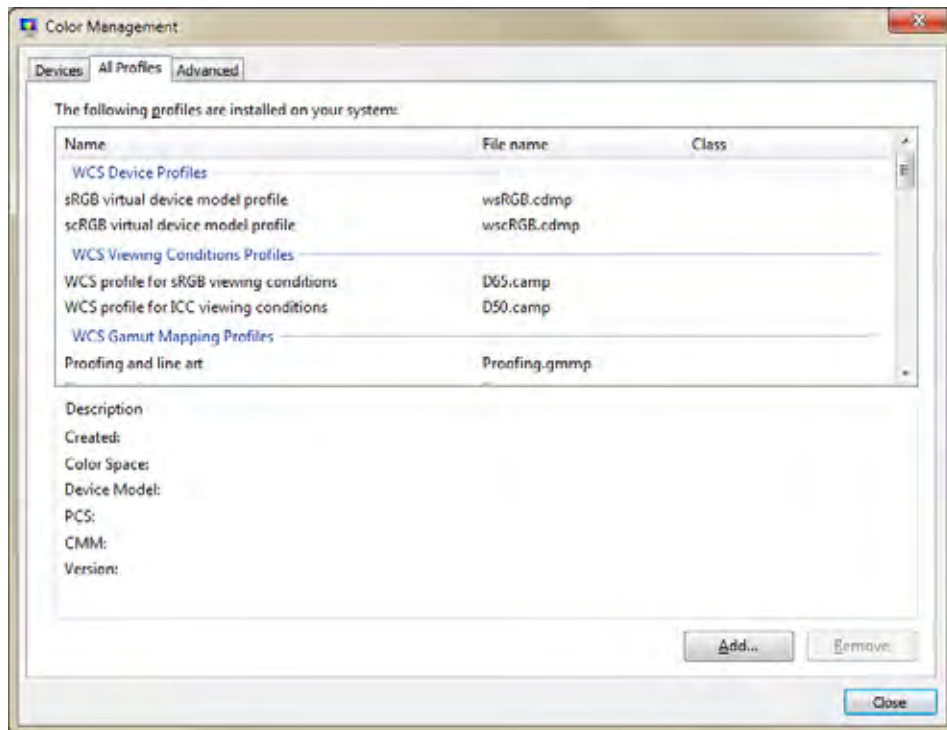 Color Management
Devices All Profiles Advanced
The following profiles are installed on your system:
Name File name Class
WCS Device Profiles
sRGB virtual device model profile wsRGB.cdmp
scRGB virtual device model profile wscRGB.cdmp
WCS Viewing Conditions Profiles
WCS profile for sRGB viewing conditions D65.camp
WCS profile for ICC viewing conditions D50.camp
WCS Gamut Mapping Profiles
Proofing and line art Proofing.gmmp
Description
Created:
Color Space:
Device Model:
PCS:
CMM:
Version:
Add... Remove
Close